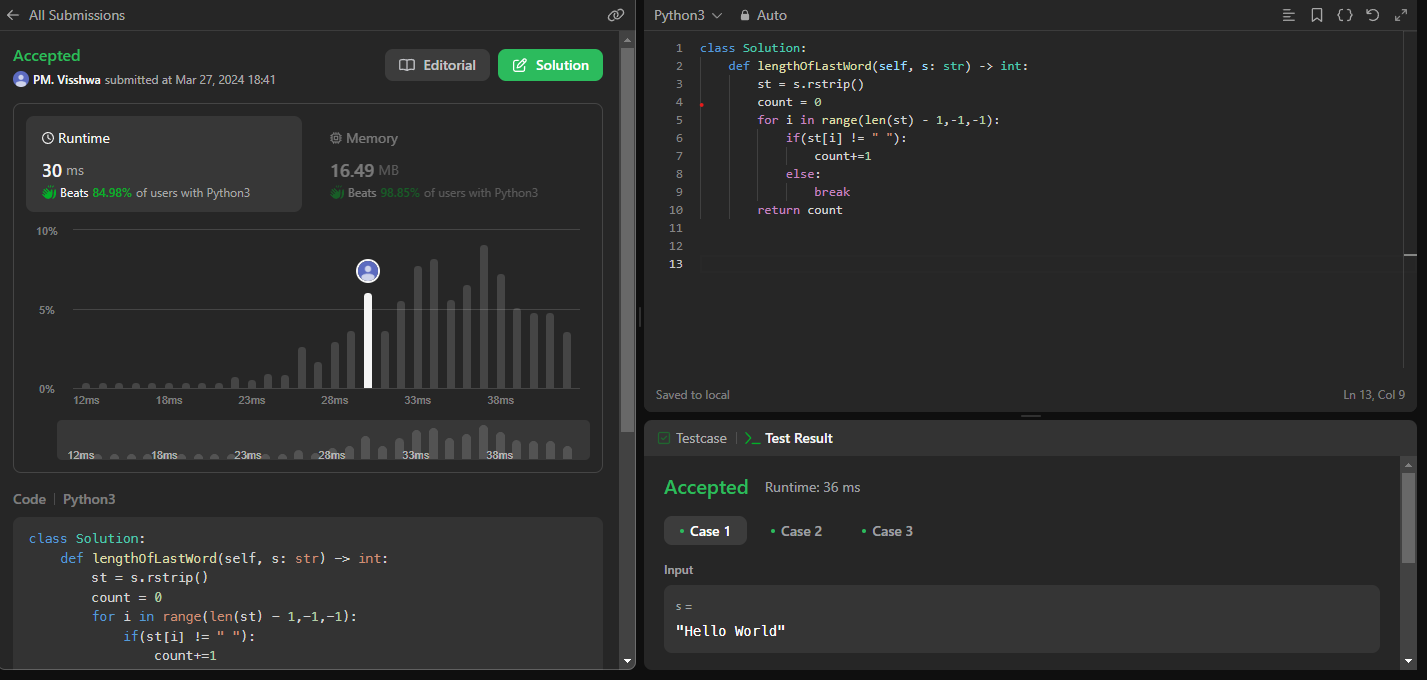 All Submissions
Accepted
PM. Visshwa submitted at Mar 27, 2024 18:41
Editorial
Solution
Runtime
30 ms
Beats 84.98% of users with Python3
Memory
16.49 MB
Beats 98.85% of users with Python3
10%
5%
0%
12ms 18ms 23ms 28ms 33ms 38ms
12ms 18ms 23ms 28ms 33ms 38ms
Code | Python3
class Solution:
    def lengthOfLastWord(self, s: str) -> int:
        st = s.rstrip()
        count = 0
        for i in range(len(st) - 1,-1,-1):
            if(st[i] != " "):
                count+=1
Python3
Auto
1 class Solution:
2     def lengthOfLastWord(self, s: str) -> int:
3         st = s.rstrip()
4         count = 0
5         for i in range(len(st) - 1,-1,-1):
6             if(st[i] != " "):
7                 count+=1
8             else:
9                 break
10         return count
11
12
13
Saved to local
Ln 13, Col 9
Testcase
Test Result
Accepted Runtime: 36 ms
Case 1 Case 2 Case 3
Input
s =
"Hello World"